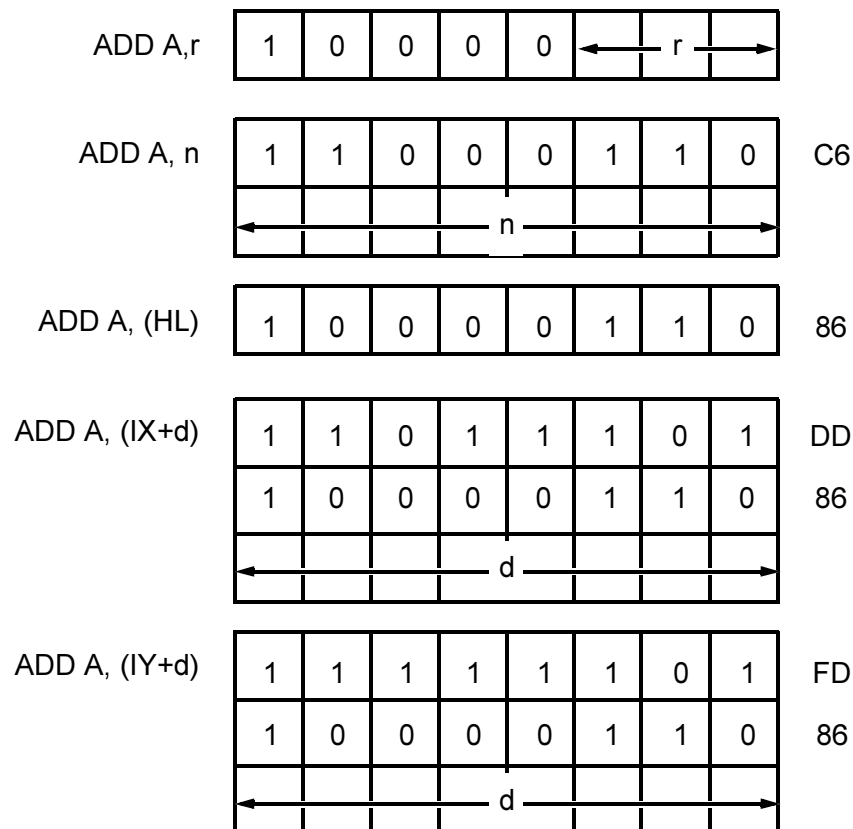 ADD A,r 1 0 0 0 0 r
ADD A, n 1 1 0 0 0 1 1 0 C6
n
ADD A, (HL) 1 0 0 0 0 1 1 0 86
ADD A, (IX+d) 1 1 0 1 1 1 0 1 DD
1 0 0 0 0 1 1 0 86
d
ADD A, (IY+d) 1 1 1 1 1 1 0 1 FD
1 0 0 0 0 1 1 0 86
d